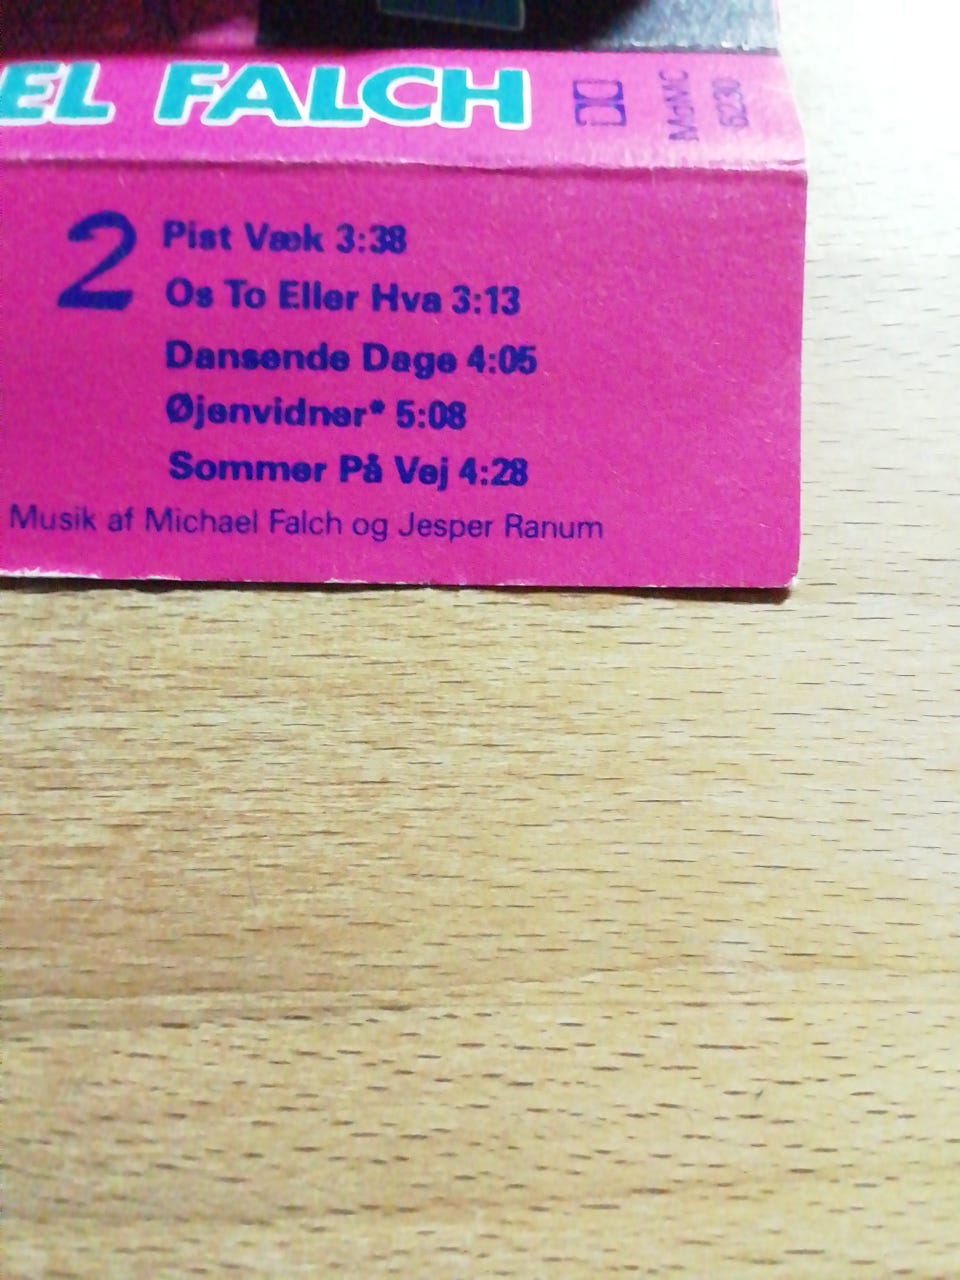 EL FALCH
MdMC
6230
2
Pist Væk 3:38
Os To Eller Hva 3:13
Dansende Dage 4:05
Øjenvidner* 5:08
Sommer På Vej 4:28
Musik af Michael Falch og Jesper Ranum